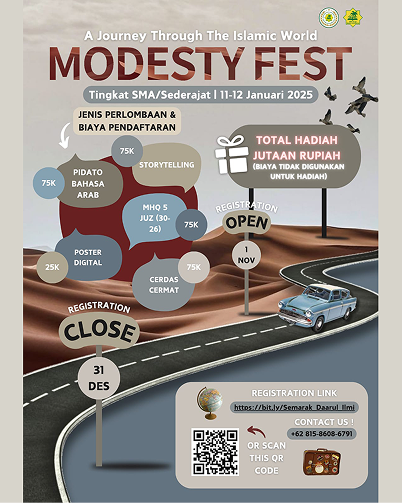 A Journey Through The Islamic World
MODESTY FEST
Tingkat SMA/Sederajat | 11-12 Januari 2025
JENIS PERLOMBAAN &
BIAYA PENDAFTARAN
75K
STORYTELLING
75K
PIDATO
BAHASA
ARAB
MHQ 5
JUZ (30-
26)
75K
POSTER
DIGITAL
25K
75K
CERDAS
CERMAT
TOTAL HADIAH
JUTAAN RUPIAH
(BIAYA TIDAK DIGUNAKAN
UNTUK HADIAH)
REGISTRATION
OPEN
1
NOV
REGISTRATION
CLOSE
31
DES
REGISTRATION LINK
https://bit.ly/Semarak_Daarul_Ilmi
CONTACT US !
+62 815-8608-6791
OR SCAN
THIS QR
CODE